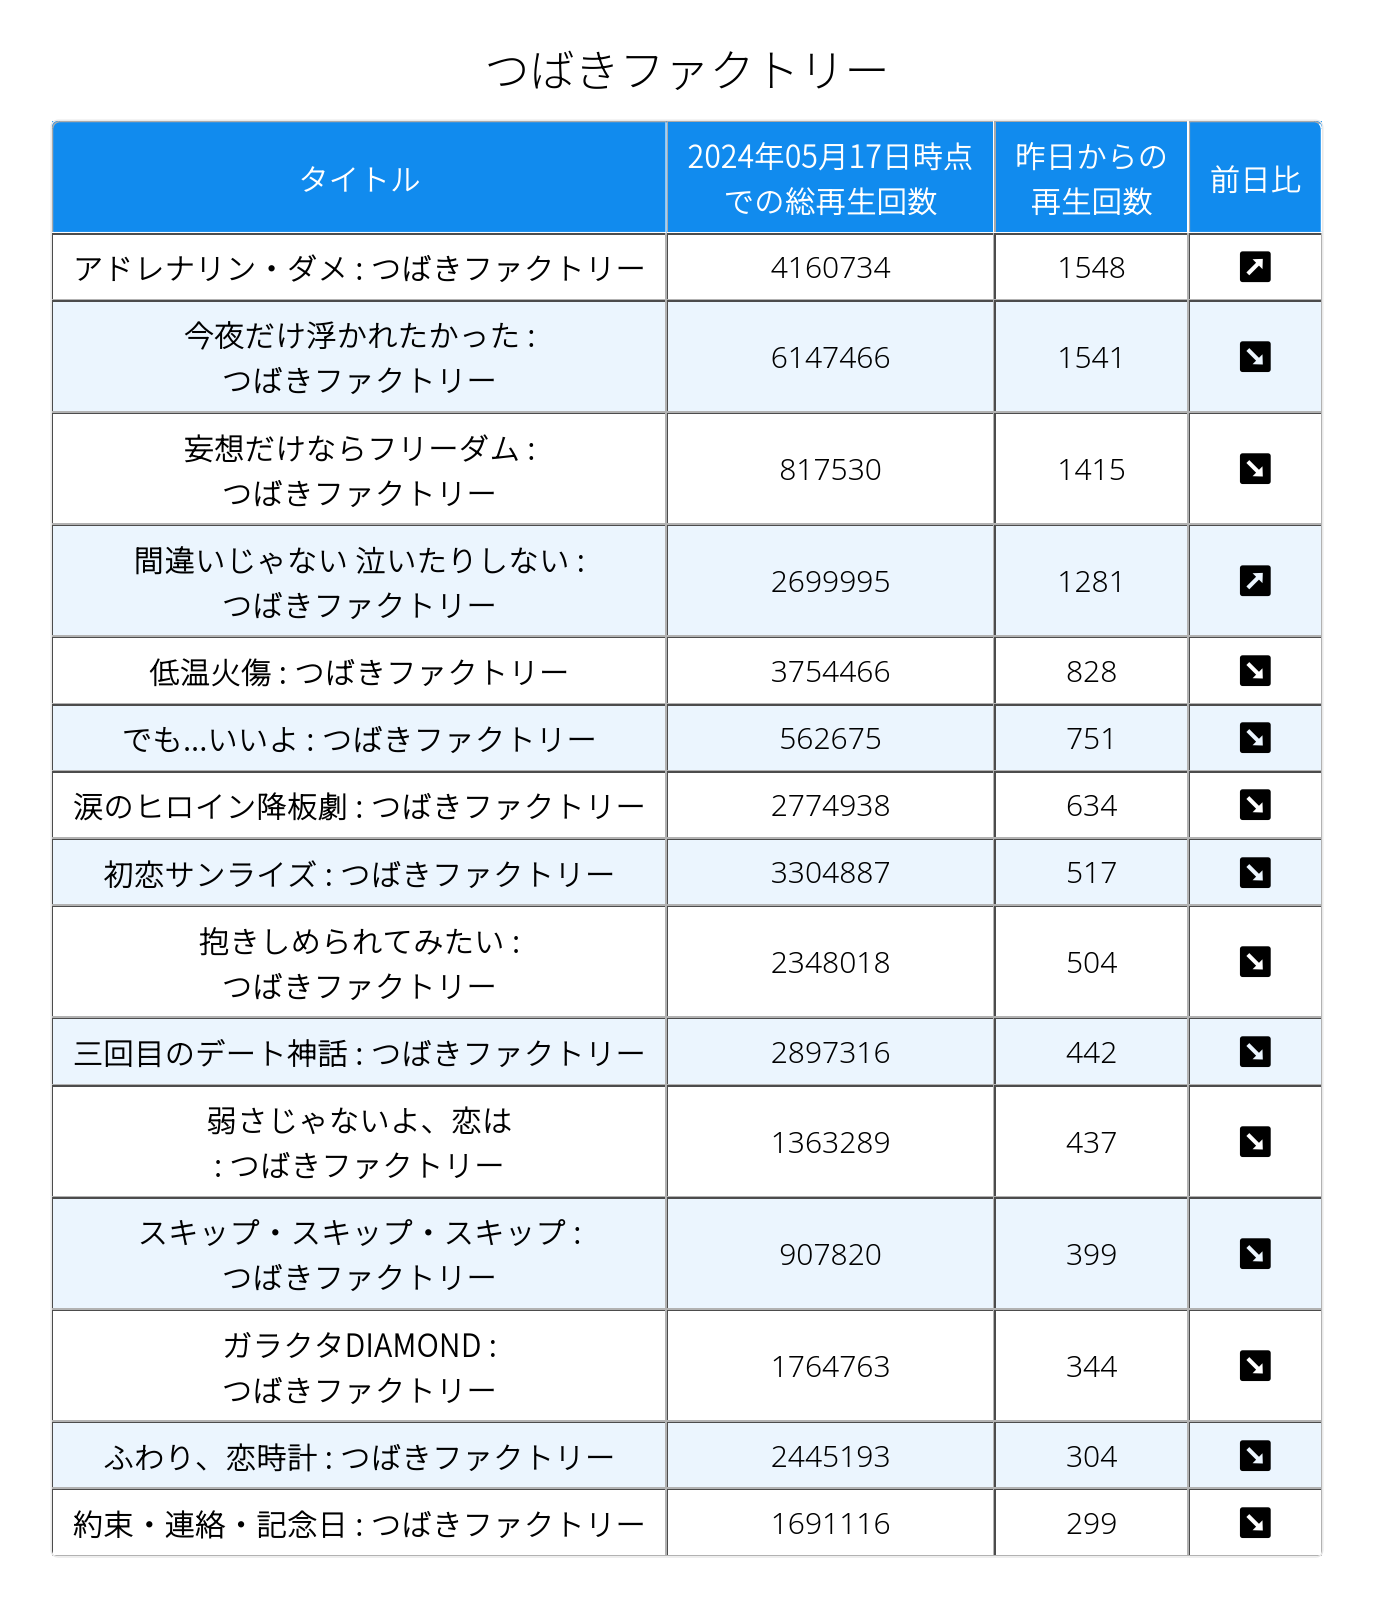 つばきファクトリー
タイトル
2024年05月17日時点
での総再生回数
昨日からの
再生回数
前日比
アドレナリン・ダメ : つばきファクトリー
4160734
1548
今夜だけ浮かれたかった :
つばきファクトリー
6147466
1541
妄想だけならフリーダム :
つばきファクトリー
817530
1415
間違いじゃない 泣いたりしない :
つばきファクトリー
2699995
1281
低温火傷 : つばきファクトリー
3754466
828
でも...いいよ : つばきファクトリー
562675
751
涙のヒロイン降板劇 : つばきファクトリー
2774938
634
初恋サンライズ : つばきファクトリー
3304887
517
抱きしめられてみたい :
つばきファクトリー
2348018
504
三回目のデート神話 : つばきファクトリー
2897316
442
弱さじゃないよ、恋は
: つばきファクトリー
1363289
437
スキップ・スキップ・スキップ :
つばきファクトリー
907820
399
ガラクタDIAMOND :
つばきファクトリー
1764763
344
ふわり、恋時計 : つばきファクトリー
2445193
304
約束・連絡・記念日 : つばきファクトリー
1691116
299